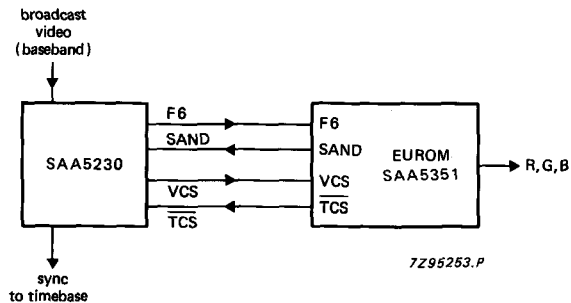 broadcast
video
(baseband)
F6
SAND
VCS
TCS
SAA5230
F6
SAND
VCS
TCS
EUROM
SAA5351
R,G,B
sync
to timebase
7Z95253.P